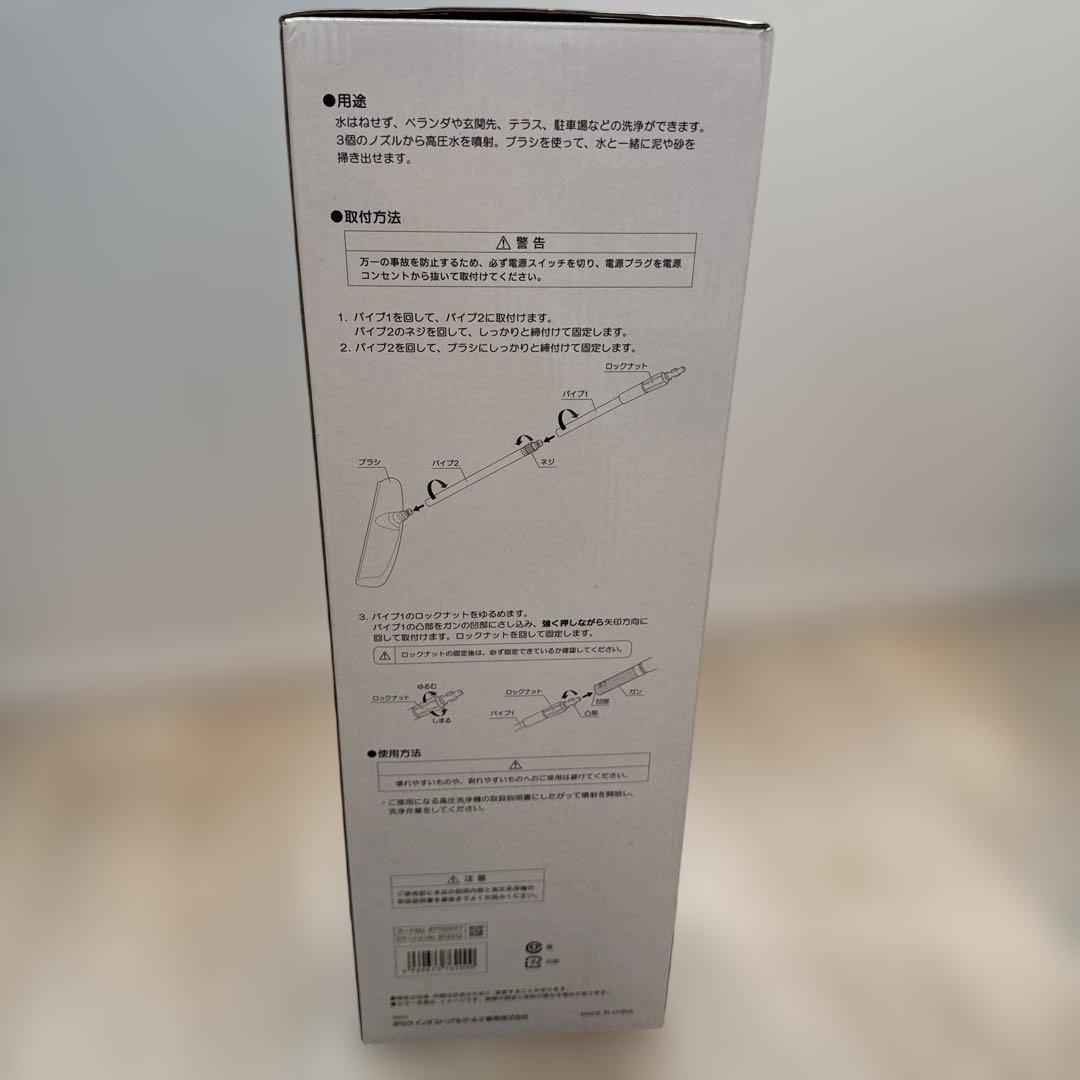 ●用途
水はねせず、ベランダや玄関先、テラス、駐車場などの洗浄ができます。
3個のノズルから高圧水を噴射。ブラシを使って、水と一緒に泥や砂を
掃き出せます。
●取付方法
⚠警告
万一の事故を防止するため、必ず電源スイッチを切り、電源プラグを電源
コンセントから抜いて取付けてください。
1. パイプ1を回して、パイプ2に取付けます。
パイプ2のネジを回して、しっかりと締付けて固定します。
2. パイプ2を回して、ブラシにしっかりと締付けて固定します。
ロックナット
パイプ1
ネジ
パイプ2
ブラシ
3. パイプ1のロックナットをゆるめます。
パイプ1の凸部をガンの凹部にさし込み、強く押しながら矢印方向に
回して取付けます。ロックナットを回して固定します。
⚠ ロックナットの固定後は、必ず固定できているか確認してください。
ゆるむ
ロックナット
しまる
ロックナット
パイプ1
ガン
凹部
凸部
●使用方法
⚠
壊れやすいものや、剥れやすいものへのご使用は避けてください。
ご使用になる高圧洗浄機の取扱説明書にしたがって噴射を開始し、
洗浄作業をしてください。
⚠注意